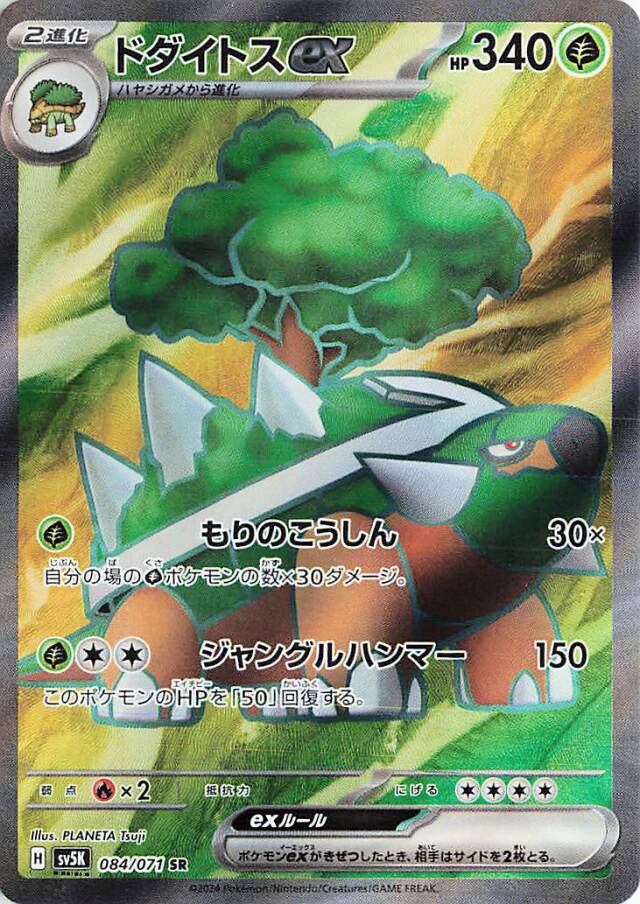 2進化
ドダイトスex
HP340
ハヤシガメから進化
もりのこうしん 30×
自分の場のポケモンの数×30ダメージ。
ジャングルハンマー 150
このポケモンのHPを「50」回復する。
弱点 ×2 抵抗力 にげる
exルール
ポケモンexがきぜつしたとき、相手はサイドを2枚とる。
Illus. PLANETA Tsuji
H sv5K 084/071 SR
©2024 Pokémon/Nintendo/Creatures/GAME FREAK.